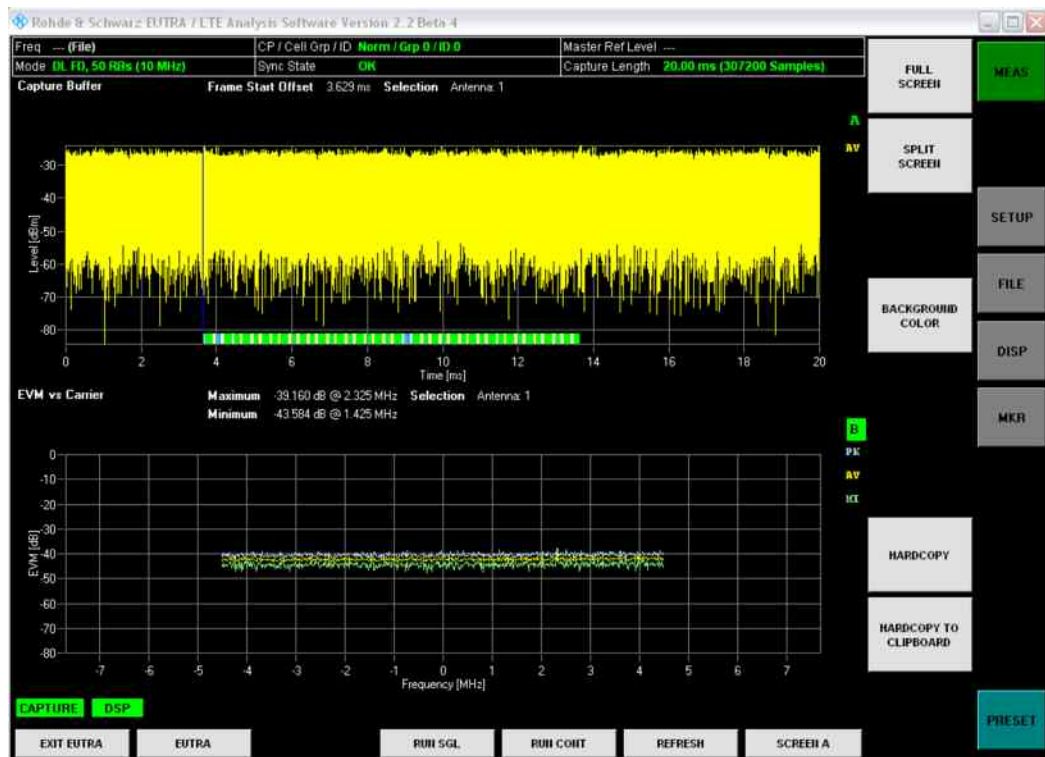 Rohde & Schwarz EUTRA / LTE Analysis Software Version 2.2 Beta 4
Freq --- (File) CP / Cell Grp / ID Norm / Grp 0 / ID 0 Master Ref Level ---
Mode DL FD, 50 RBs (10 MHz) Sync State OK Capture Length 20.00 ms (307200 Samples)
Capture Buffer Frame Start Offset 3.629 ms Selection Antenna: 1
A
AV
Level [dBm]
-30
-40
-50
-60
-70
-80
0 2 4 6 8 10 12 14 16 18 20
Time [ms]
EVM vs Carrier Maximum -39.160 dB @ 2.325 MHz Selection Antenna: 1
Minimum -43.584 dB @ 1.425 MHz
B
PK
AV
MI
EVM [dB]
0
-10
-20
-30
-40
-50
-60
-70
-80
-7 -6 -5 -4 -3 -2 -1 0 1 2 3 4 5 6 7
Frequency [MHz]
CAPTURE DSP
EXIT EUTRA EUTRA RUN SGL RUN CONT REFRESH SCREEN A
FULL
SCREEN
SPLIT
SCREEN
BACKGROUND
COLOR
HARDCOPY
HARDCOPY TO
CLIPBOARD
MEAS
SETUP
FILE
DISP
MKR
PRESET